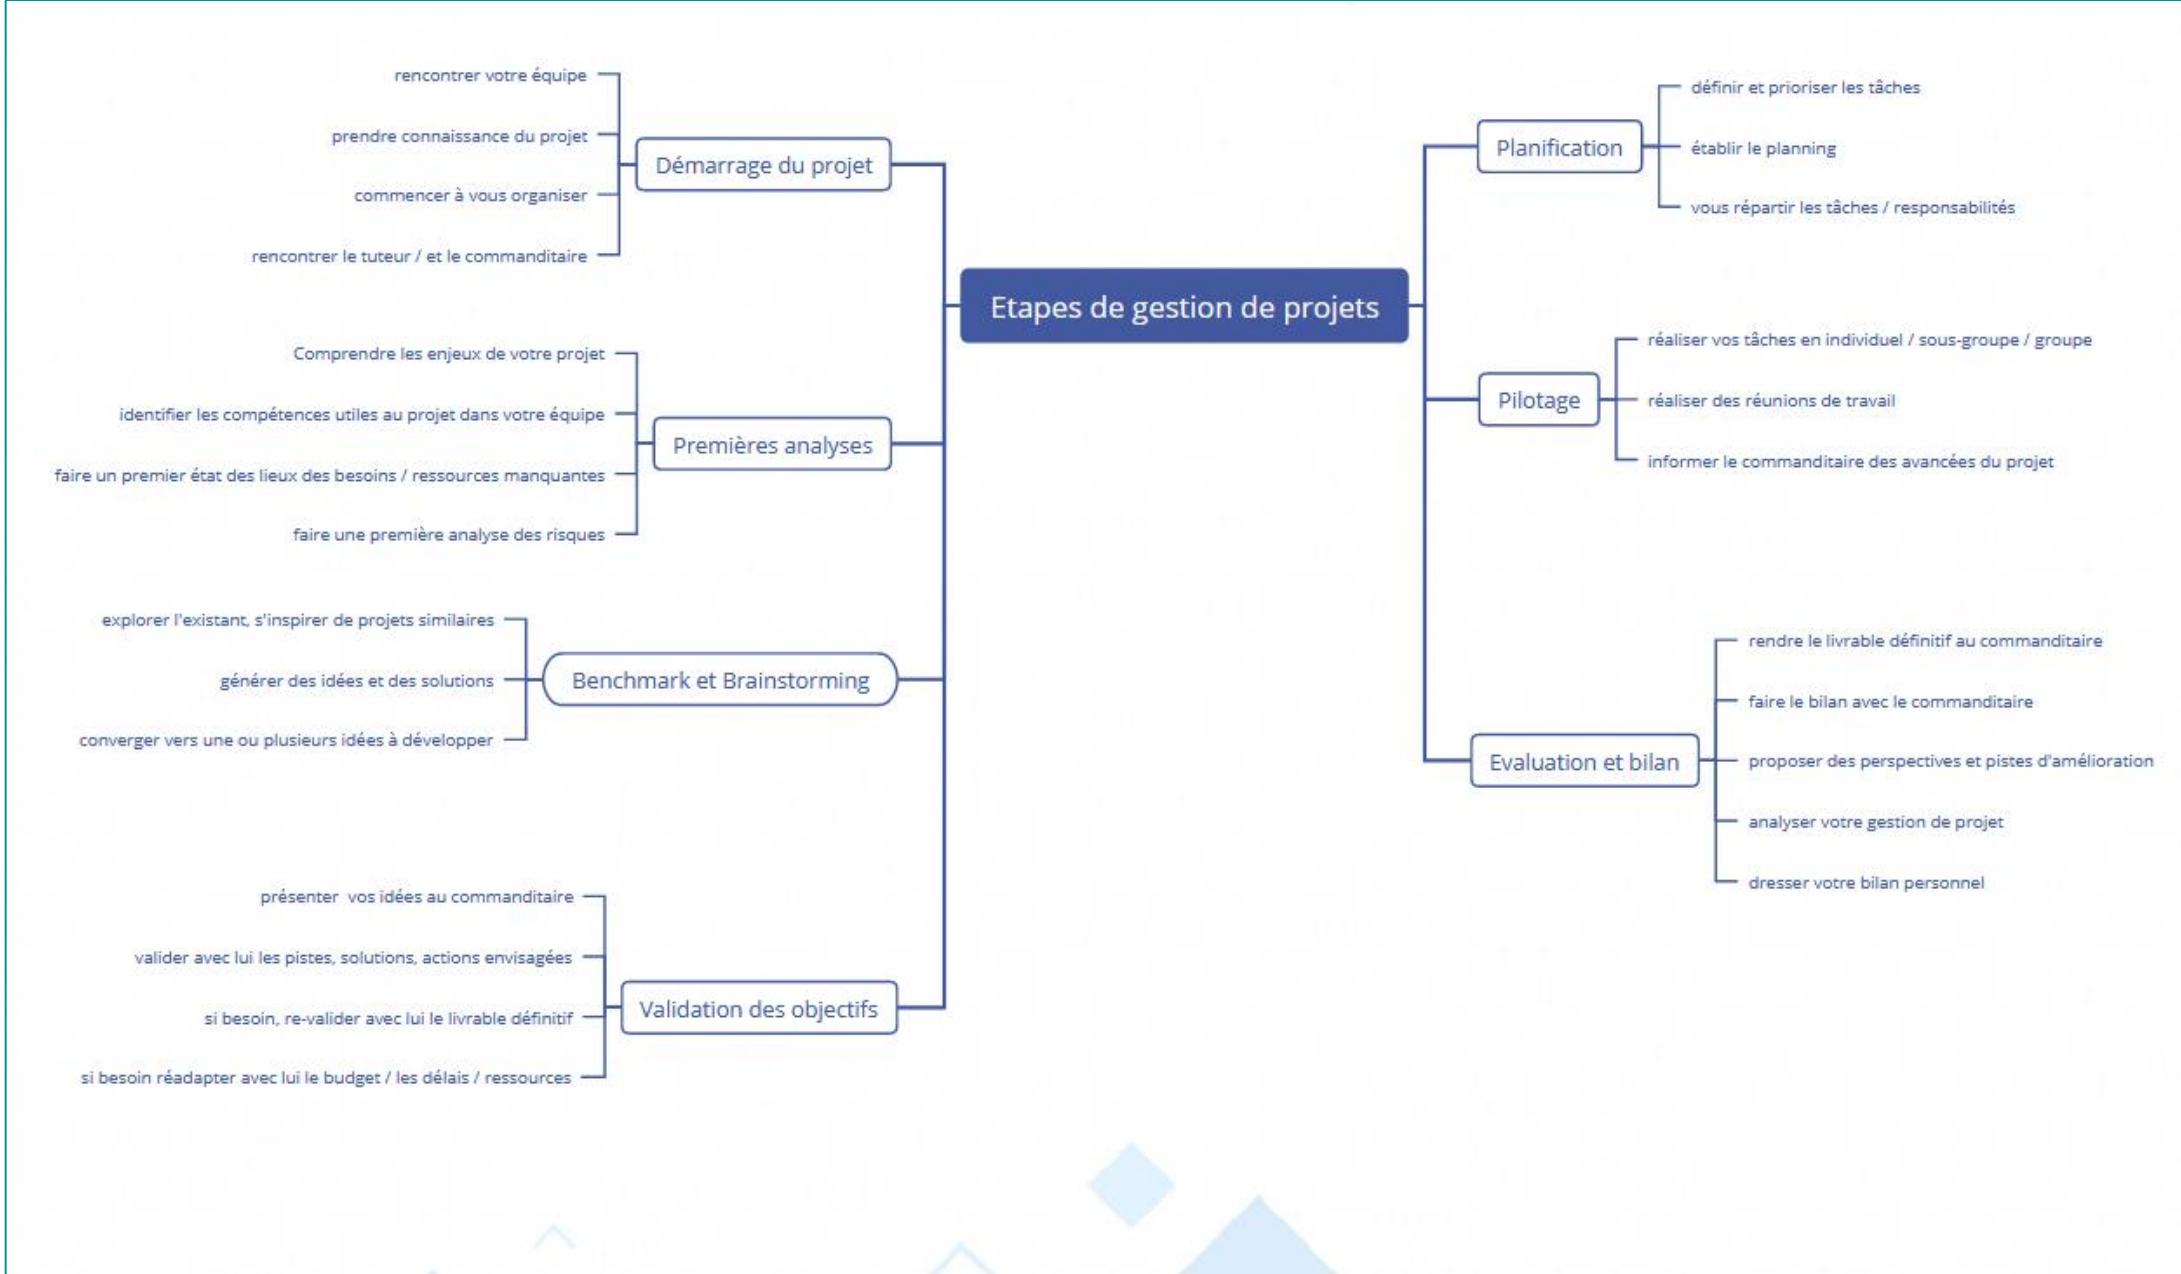 Etapes de gestion de projets
Démarrage du projet
rencontrer votre équipe
prendre connaissance du projet
commencer à vous organiser
rencontrer le tuteur / et le commanditaire
Premières analyses
Comprendre les enjeux de votre projet
identifier les compétences utiles au projet dans votre équipe
faire un premier état des lieux des besoins / ressources manquantes
faire une première analyse des risques
Benchmark et Brainstorming
explorer l'existant, s'inspirer de projets similaires
générer des idées et des solutions
converger vers une ou plusieurs idées à développer
Validation des objectifs
présenter  vos idées au commanditaire
valider avec lui les pistes, solutions, actions envisagées
si besoin, re-valider avec lui le livrable définitif
si besoin réadapter avec lui le budget / les délais / ressources
Planification
définir et prioriser les tâches
établir le planning
vous répartir les tâches / responsabilités
Pilotage
réaliser vos tâches en individuel / sous-groupe / groupe
réaliser des réunions de travail
informer le commanditaire des avancées du projet
Evaluation et bilan
rendre le livrable définitif au commanditaire
faire le bilan avec le commanditaire
proposer des perspectives et pistes d'amélioration
analyser votre gestion de projet
dresser votre bilan personnel